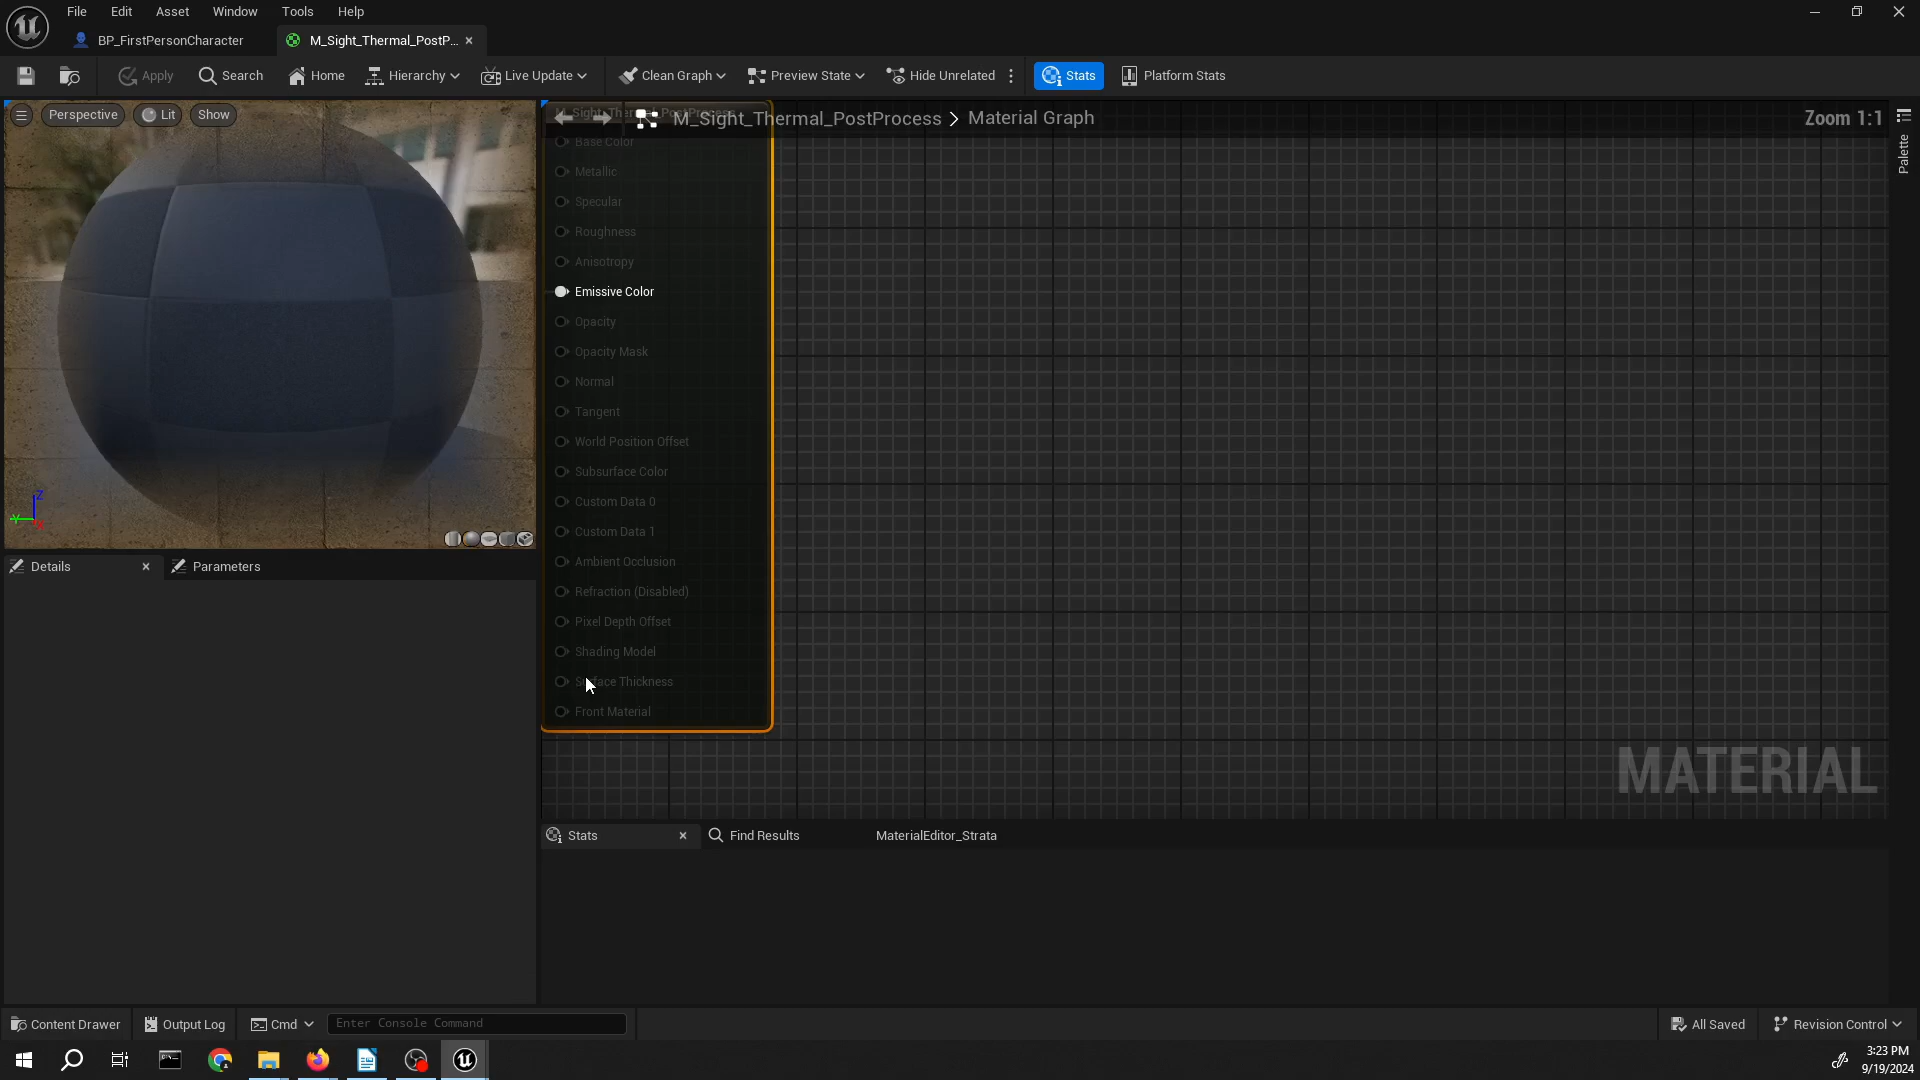 File Edit Asset Window Tools Help
BP_FirstPersonCharacter
M_Sight_Thermal_PostP...
Apply Search Home Hierarchy Live Update Clean Graph Preview State Hide Unrelated Stats Platform Stats
Perspective Lit Show
M_Sight_Thermal_PostProcess
M_Sight_Thermal_PostProcess > Material Graph
Zoom 1:1
Palette
Base Color
Metallic
Specular
Roughness
Anisotropy
Emissive Color
Opacity
Opacity Mask
Normal
Tangent
World Position Offset
Subsurface Color
Custom Data 0
Custom Data 1
Ambient Occlusion
Refraction (Disabled)
Pixel Depth Offset
Shading Model
Surface Thickness
Front Material
MATERIAL
Z
Y
Details Parameters
Stats Find Results MaterialEditor_Strata
Content Drawer Output Log Cmd Enter Console Command All Saved Revision Control
3:23 PM
9/19/2024